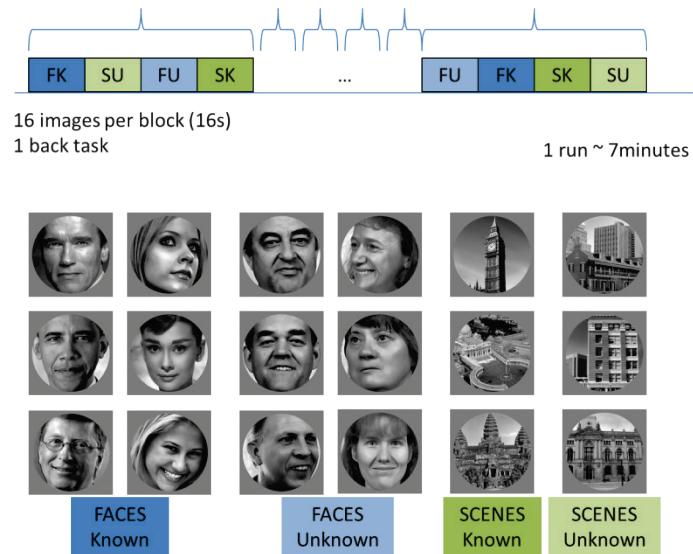 FK SU FU SK ... FU FK SK SU
16 images per block (16s)
1 back task
1 run ~ 7minutes
FACES
Known
FACES
Unknown
SCENES
Known
SCENES
Unknown